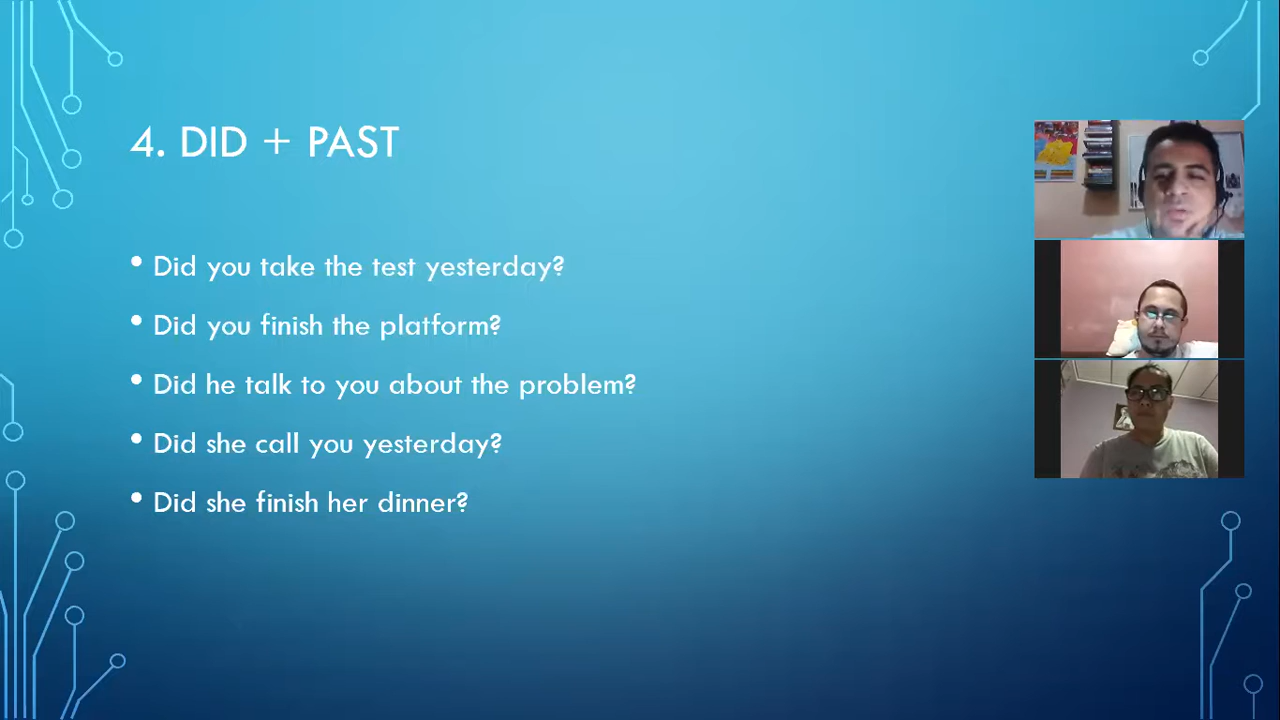 4. DID + PAST
• Did you take the test yesterday?
• Did you finish the platform?
• Did he talk to you about the problem?
• Did she call you yesterday?
• Did she finish her dinner?